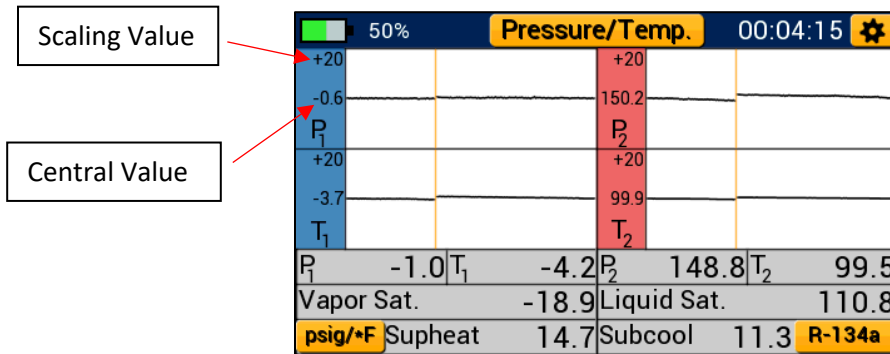 Scaling Value
Central Value
50% Pressure/Temp. 00:04:15
+20 +20
-0.6 150.2
P1 P2
+20 +20
-3.7 99.9
T1 T2
P1 -1.0 T1 -4.2 P2 148.8 T2 99.5
Vapor Sat. -18.9 Liquid Sat. 110.8
psig/*F Supheat 14.7 Subcool 11.3 R-134a